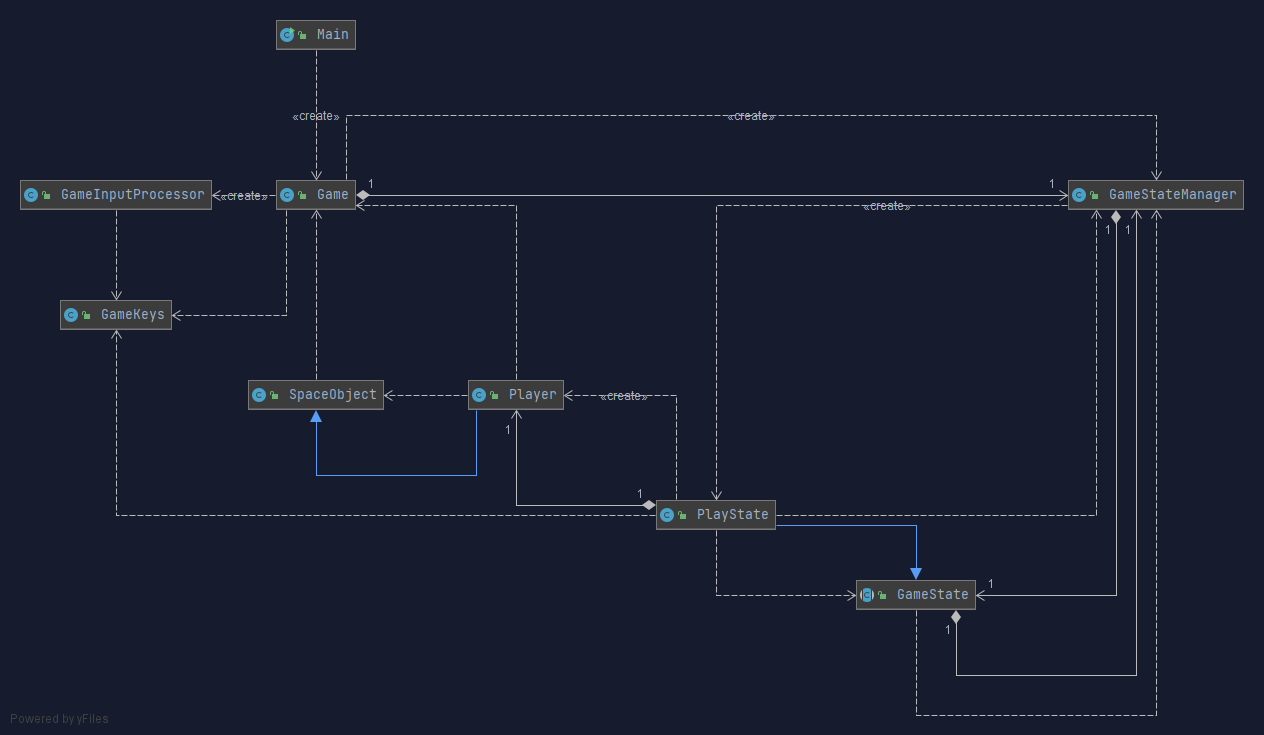 Main
«create»
«create»
GameInputProcessor
«create»
Game
1
1
GameStateManager
«create»
1
1
GameKeys
SpaceObject
Player
«create»
1
1
PlayState
GameState
1
1
Powered by yFiles